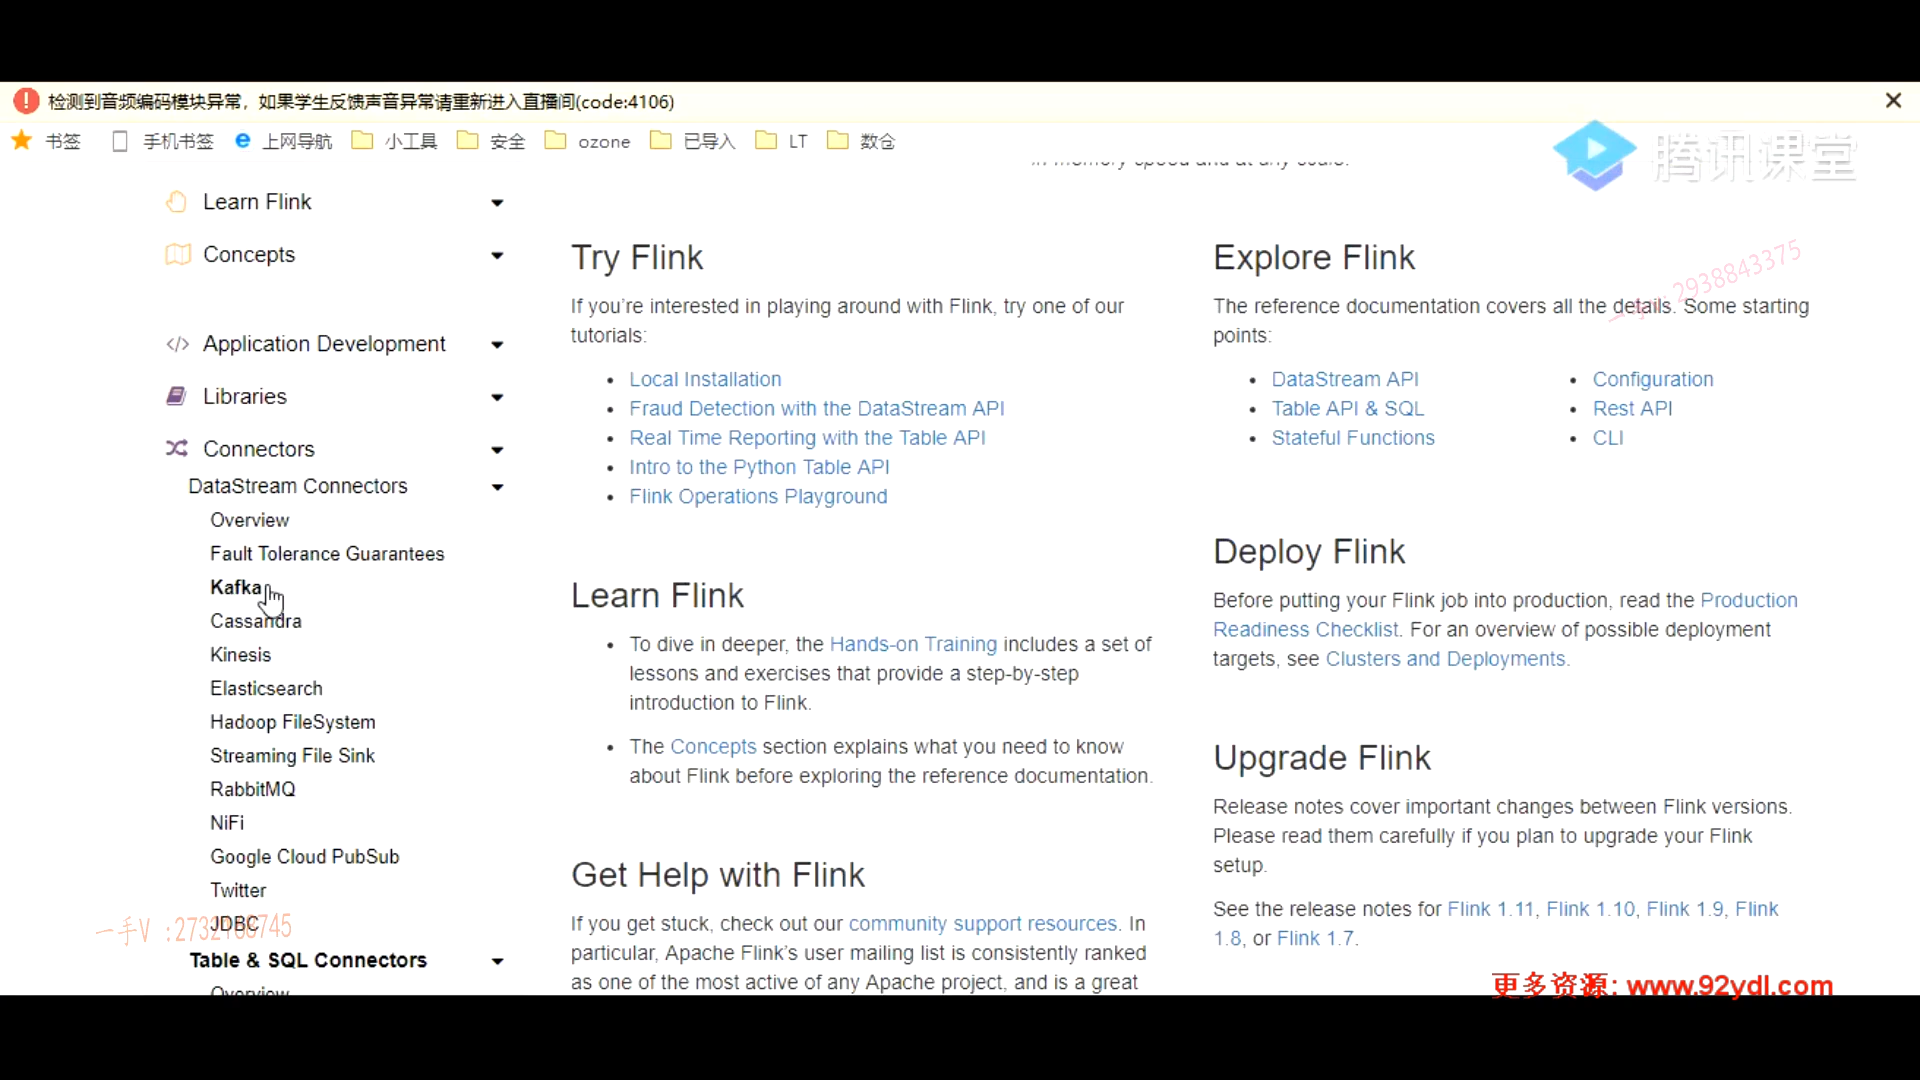 检测到音频编码模块异常，如果学生反馈声音异常请重新进入直播间(code:4106)
书签 手机书签 上网导航 小工具 安全 ozone 已导入 LT 数仓
腾讯课堂
in-memory speed and at any scale.
Learn Flink
Concepts
Application Development
Libraries
Connectors
DataStream Connectors
Overview
Fault Tolerance Guarantees
Kafka
Cassandra
Kinesis
Elasticsearch
Hadoop FileSystem
Streaming File Sink
RabbitMQ
NiFi
Google Cloud PubSub
Twitter
JDBC
Table & SQL Connectors
Overview
Try Flink
If you’re interested in playing around with Flink, try one of our
tutorials:
Local Installation
Fraud Detection with the DataStream API
Real Time Reporting with the Table API
Intro to the Python Table API
Flink Operations Playground
Learn Flink
To dive in deeper, the Hands-on Training includes a set of
lessons and exercises that provide a step-by-step
introduction to Flink.
The Concepts section explains what you need to know
about Flink before exploring the reference documentation.
Get Help with Flink
If you get stuck, check out our community support resources. In
particular, Apache Flink’s user mailing list is consistently ranked
as one of the most active of any Apache project, and is a great
Explore Flink
The reference documentation covers all the details. Some starting
points:
DataStream API
Table API & SQL
Stateful Functions
Configuration
Rest API
CLI
Deploy Flink
Before putting your Flink job into production, read the Production
Readiness Checklist. For an overview of possible deployment
targets, see Clusters and Deployments.
Upgrade Flink
Release notes cover important changes between Flink versions.
Please read them carefully if you plan to upgrade your Flink
setup.
See the release notes for Flink 1.11, Flink 1.10, Flink 1.9, Flink
1.8, or Flink 1.7.
2938843375
一手V
更多资源: www.92ydl.com